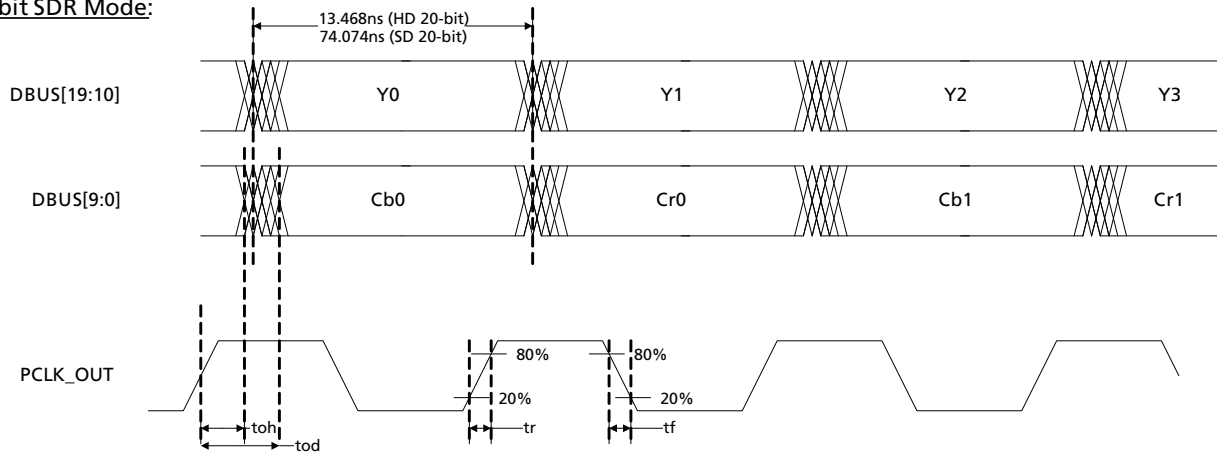 bit SDR Mode:
13.468ns (HD 20-bit)
74.074ns (SD 20-bit)
DBUS[19:10]
Y0
Y1
Y2
Y3
DBUS[9:0]
Cb0
Cr0
Cb1
Cr1
PCLK_OUT
80%
80%
20%
20%
toh
tr
tf
tod